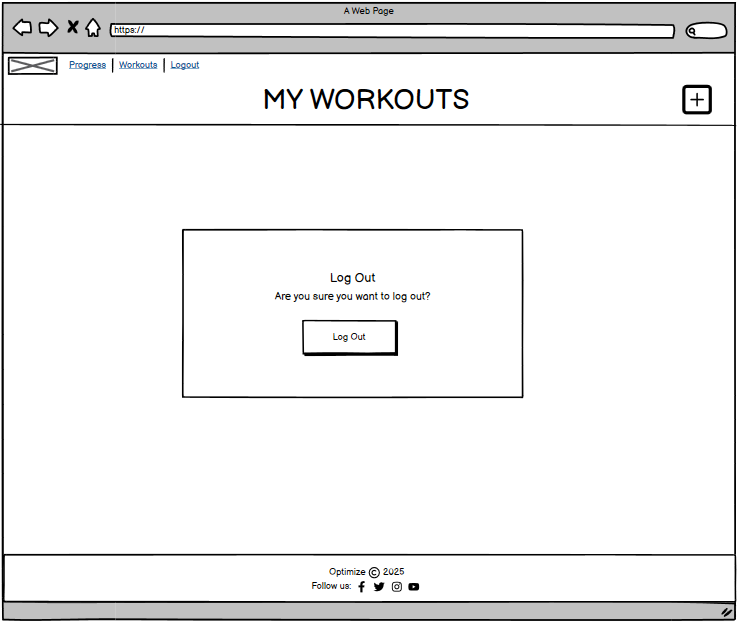 A Web Page
https://
Progress | Workouts | Logout
MY WORKOUTS
Log Out
Are you sure you want to log out?
Log Out
Optimize © 2025
Follow us: